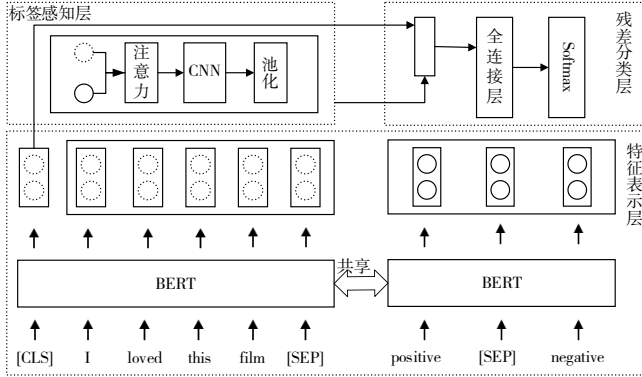 标签感知层
注意力
CNN
池化
全连接层
Softmax
残差分类层
特征表示层
BERT
共享
BERT
[CLS] I loved this film [SEP] positive [SEP] negative